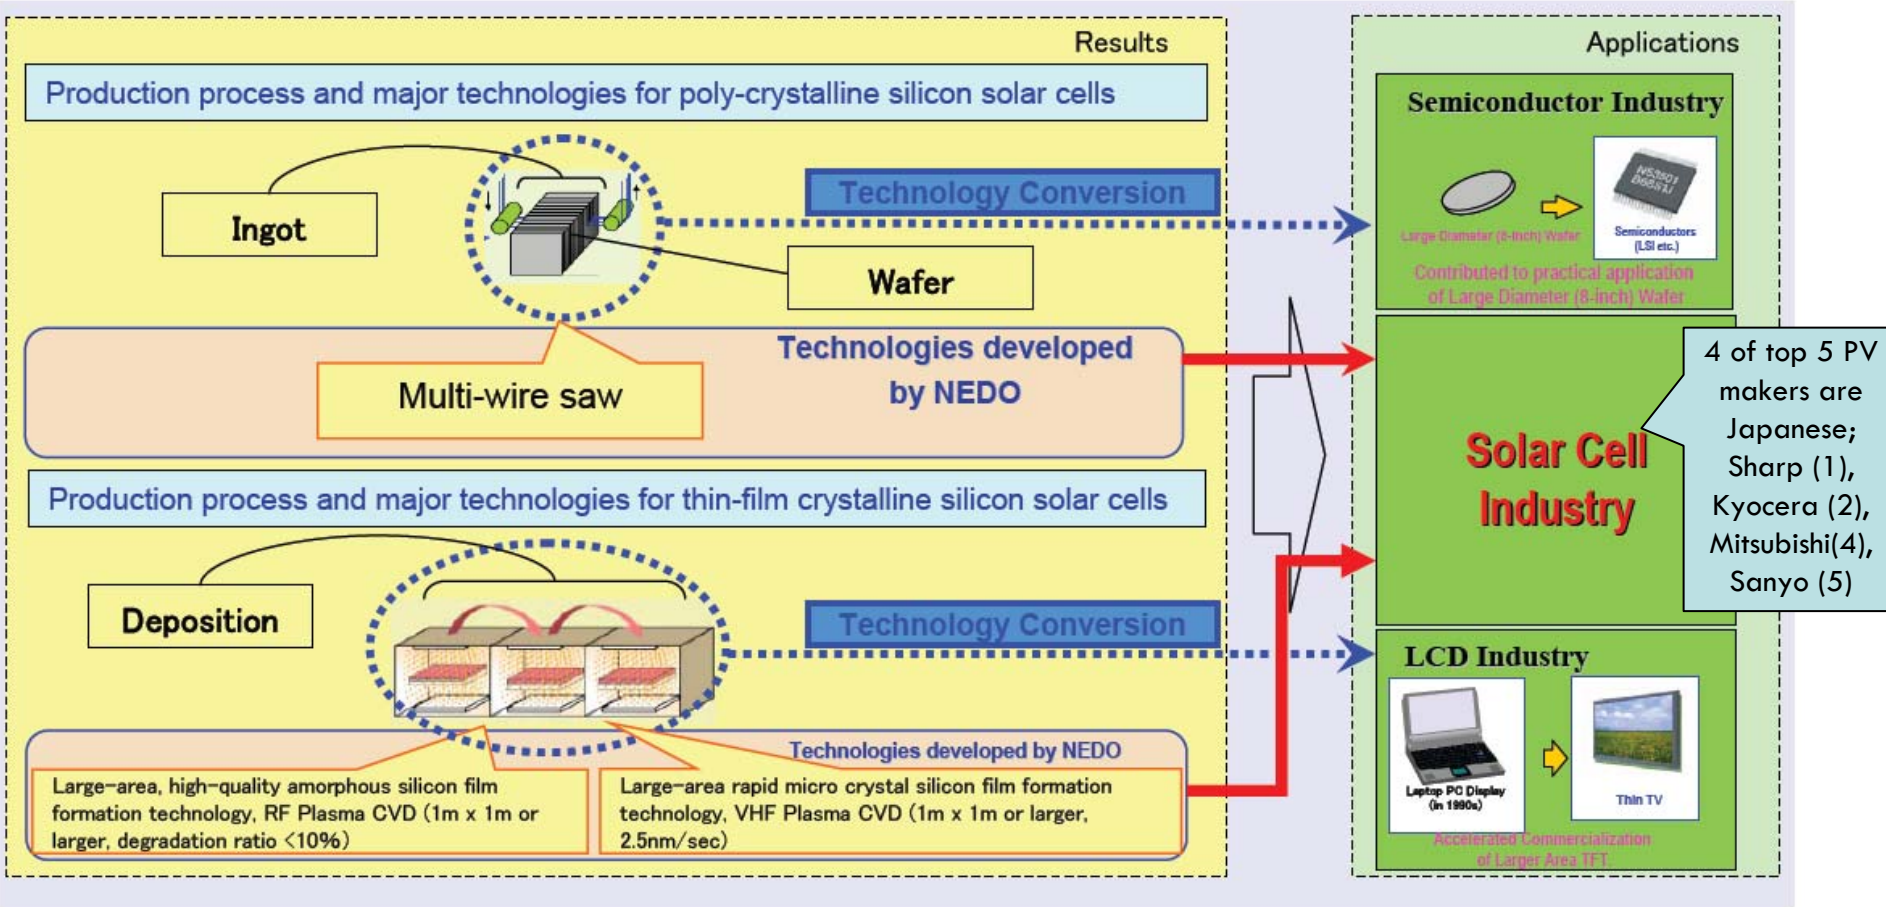 Results
Production process and major technologies for poly-crystalline silicon solar cells
Ingot
Wafer
Technology Conversion
Multi-wire saw
Technologies developed
by NEDO
Production process and major technologies for thin-film crystalline silicon solar cells
Deposition
Technology Conversion
Technologies developed by NEDO
Large-area, high-quality amorphous silicon film
formation technology, RF Plasma CVD (1m x 1m or
larger, degradation ratio <10%)
Large-area rapid micro crystal silicon film formation
technology, VHF Plasma CVD (1m x 1m or larger,
2.5nm/sec)
Applications
Semiconductor Industry
Large Diameter (8-inch) Wafer
Semiconductors
(LSI etc.)
Contributed to practical application
of Large Diameter (8-inch) Wafer
Solar Cell
Industry
4 of top 5 PV
makers are
Japanese;
Sharp (1),
Kyocera (2),
Mitsubishi(4),
Sanyo (5)
LCD Industry
Laptop PC Display
(in 1990s)
Thin TV
Accelerated Commercialization
of Larger Area TFT.